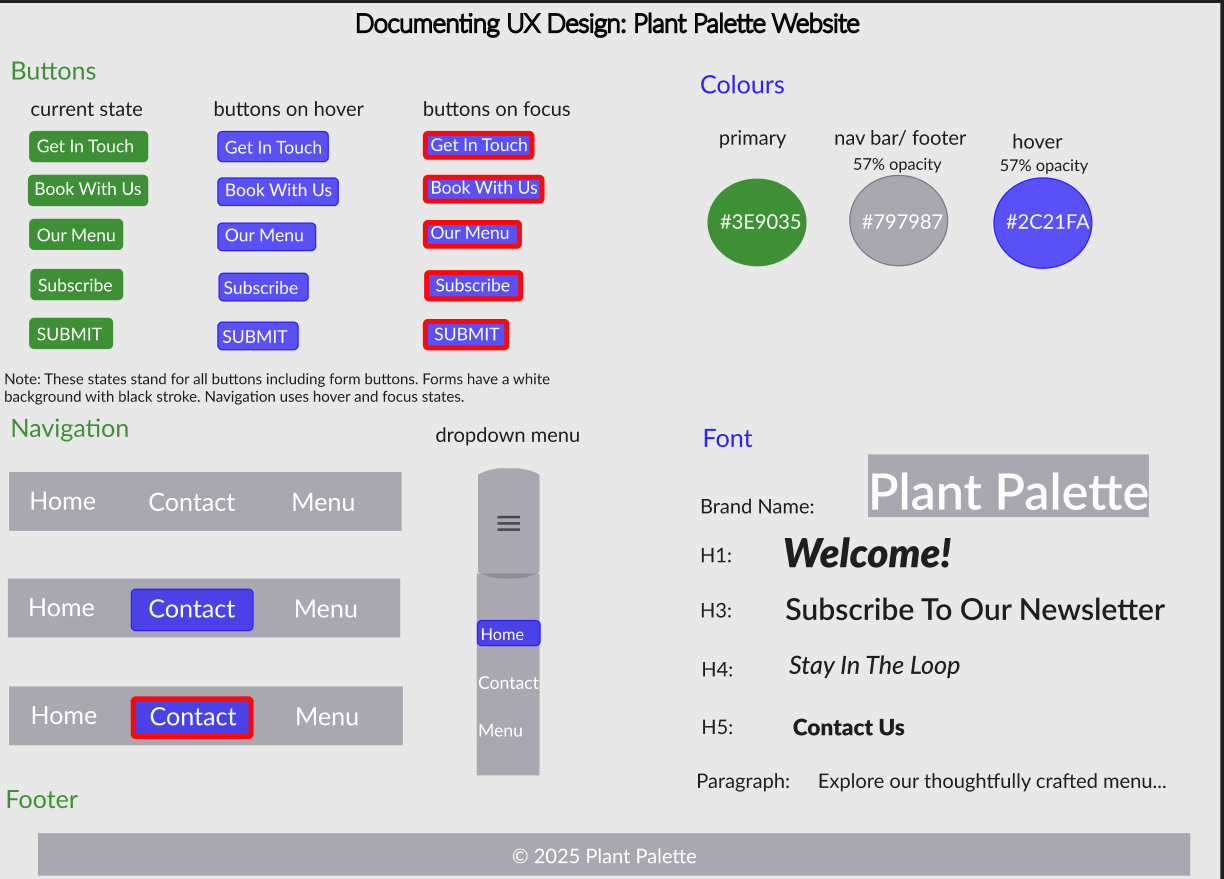 Documenting UX Design: Plant Palette Website
Buttons
current state
buttons on hover
buttons on focus
Get In Touch
Get In Touch
Get In Touch
Book With Us
Book With Us
Book With Us
Our Menu
Our Menu
Our Menu
Subscribe
Subscribe
Subscribe
SUBMIT
SUBMIT
SUBMIT
Note: These states stand for all buttons including form buttons. Forms have a white
background with black stroke. Navigation uses hover and focus states.
Colours
primary
nav bar/ footer
57% opacity
hover
57% opacity
#3E9035
#797987
#2C21FA
Navigation
Home
Contact
Menu
Home
Contact
Menu
Home
Contact
Menu
dropdown menu
Home
Contact
Menu
Font
Brand Name:
Plant Palette
H1:
Welcome!
H3:
Subscribe To Our Newsletter
H4:
Stay In The Loop
H5:
Contact Us
Paragraph:
Explore our thoughtfully crafted menu...
Footer
© 2025 Plant Palette